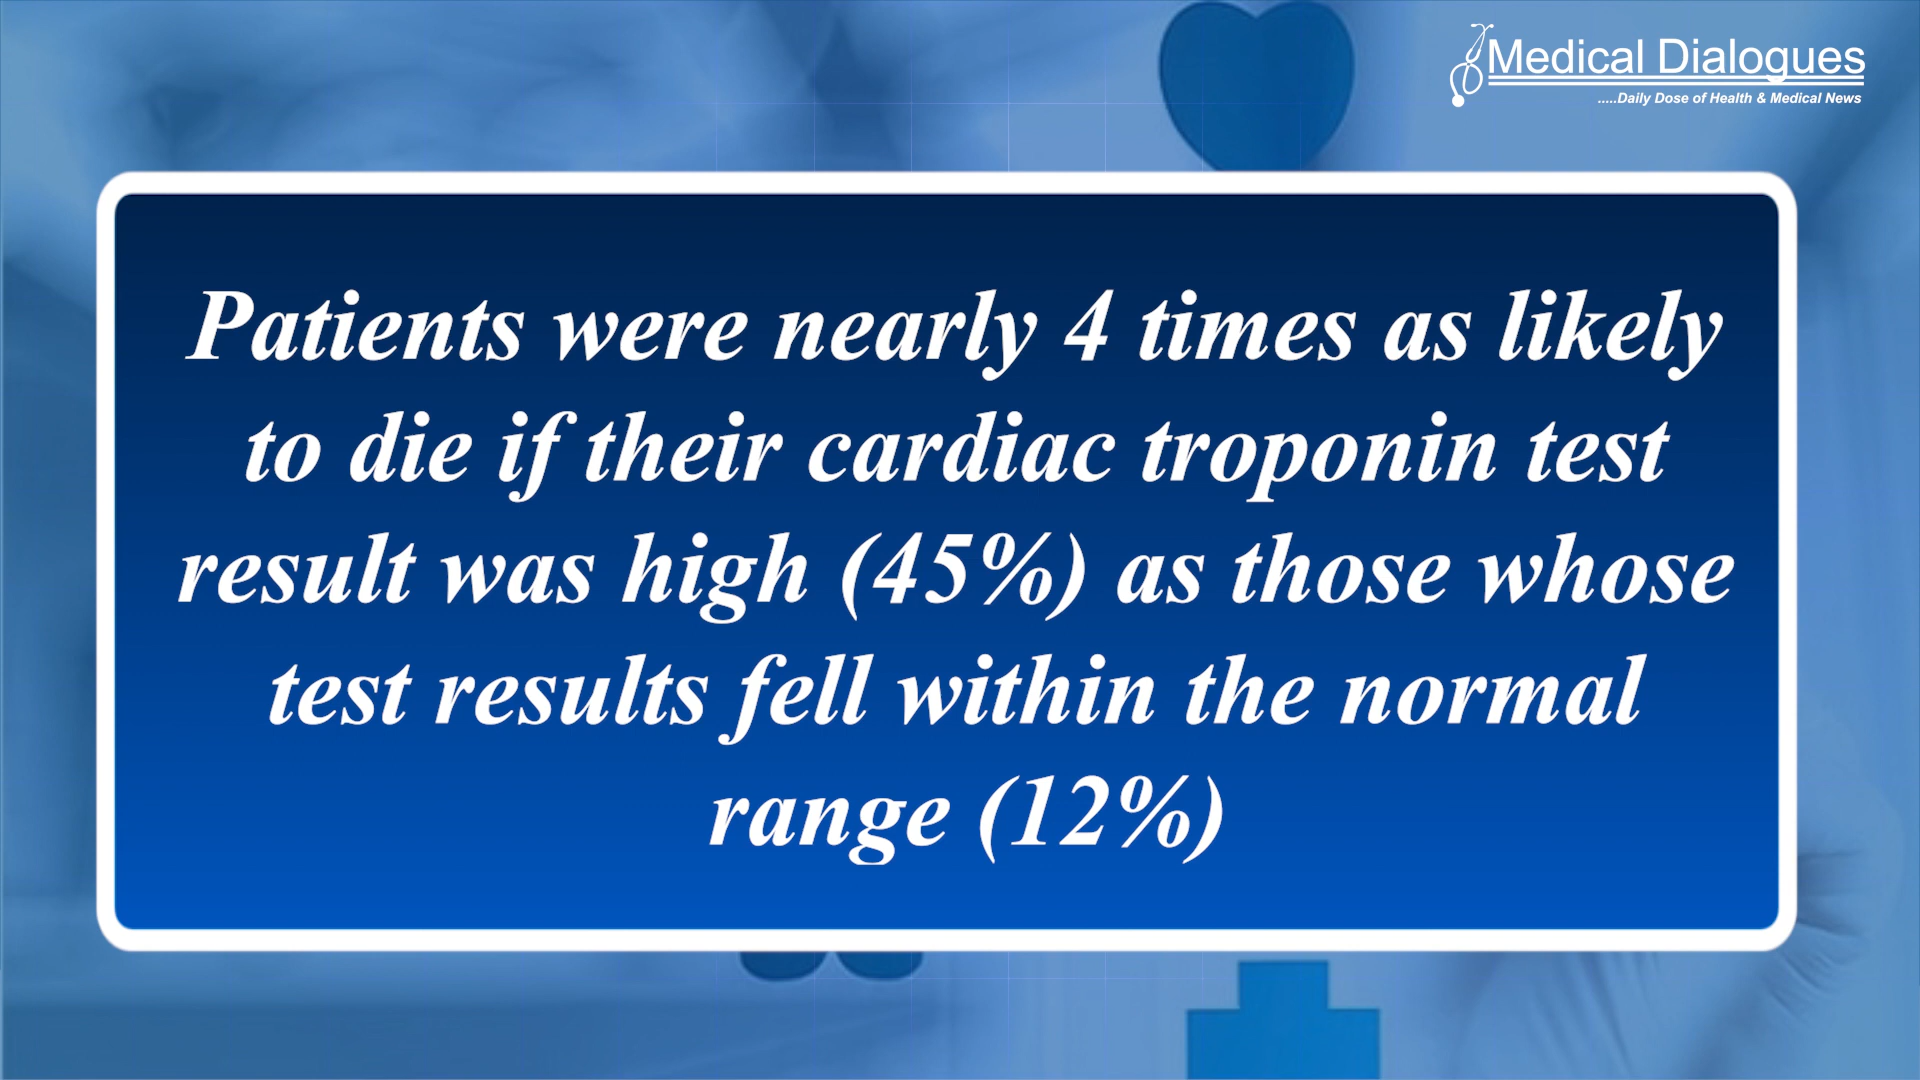 Medical Dialogues
.....Daily Dose of Health & Medical News
Patients were nearly 4 times as likely
to die if their cardiac troponin test
result was high (45%) as those whose
test results fell within the normal
range (12%)